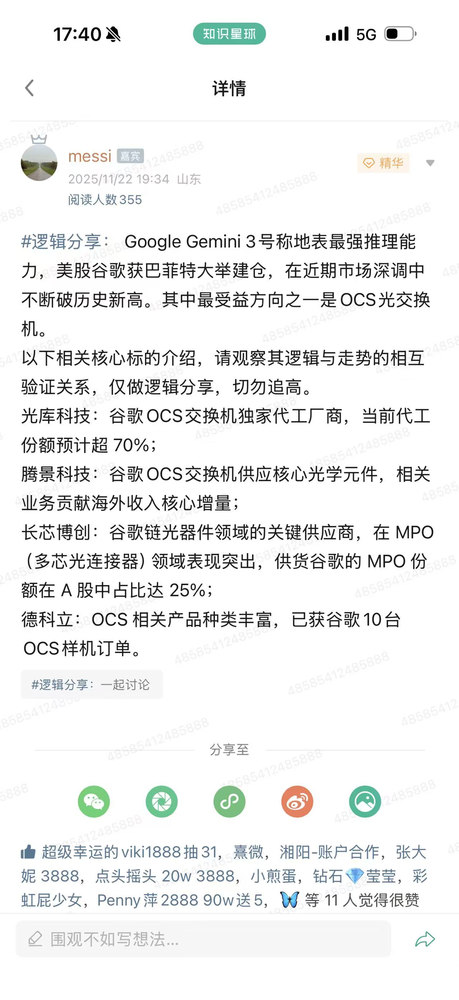 17:40
知识星球
5G
详情
messi 嘉宾
精华
2025/11/22 19:34 山东
阅读人数355
#逻辑分享： Google Gemini 3号称地表最强推理能
力，美股谷歌获巴菲特大举建仓，在近期市场深调中
不断破历史新高。其中最受益方向之一是OCS光交换
机。
以下相关核心标的介绍，请观察其逻辑与走势的相互
验证关系，仅做逻辑分享，切勿追高。
光库科技：谷歌OCS交换机独家代工厂商，当前代工
份额预计超 70%；
腾景科技：谷歌OCS交换机供应核心光学元件，相关
业务贡献海外收入核心增量；
长芯博创：谷歌链光器件领域的关键供应商，在 MPO
（多芯光连接器）领域表现突出，供货谷歌的 MPO 份
额在 A 股中占比达 25%；
德科立：OCS 相关产品种类丰富，已获谷歌10台
OCS样机订单。
#逻辑分享：一起讨论
分享至
超级幸运的viki1888抽31，熹微，湘阳-账户合作，张大
妮 3888，点头摇头 20w 3888，小煎蛋，钻石💎莹莹，彩
虹屁少女，Penny萍2888 90w送5，🦋 等 11 人觉得很赞
围观不如写想法...
48585412485888